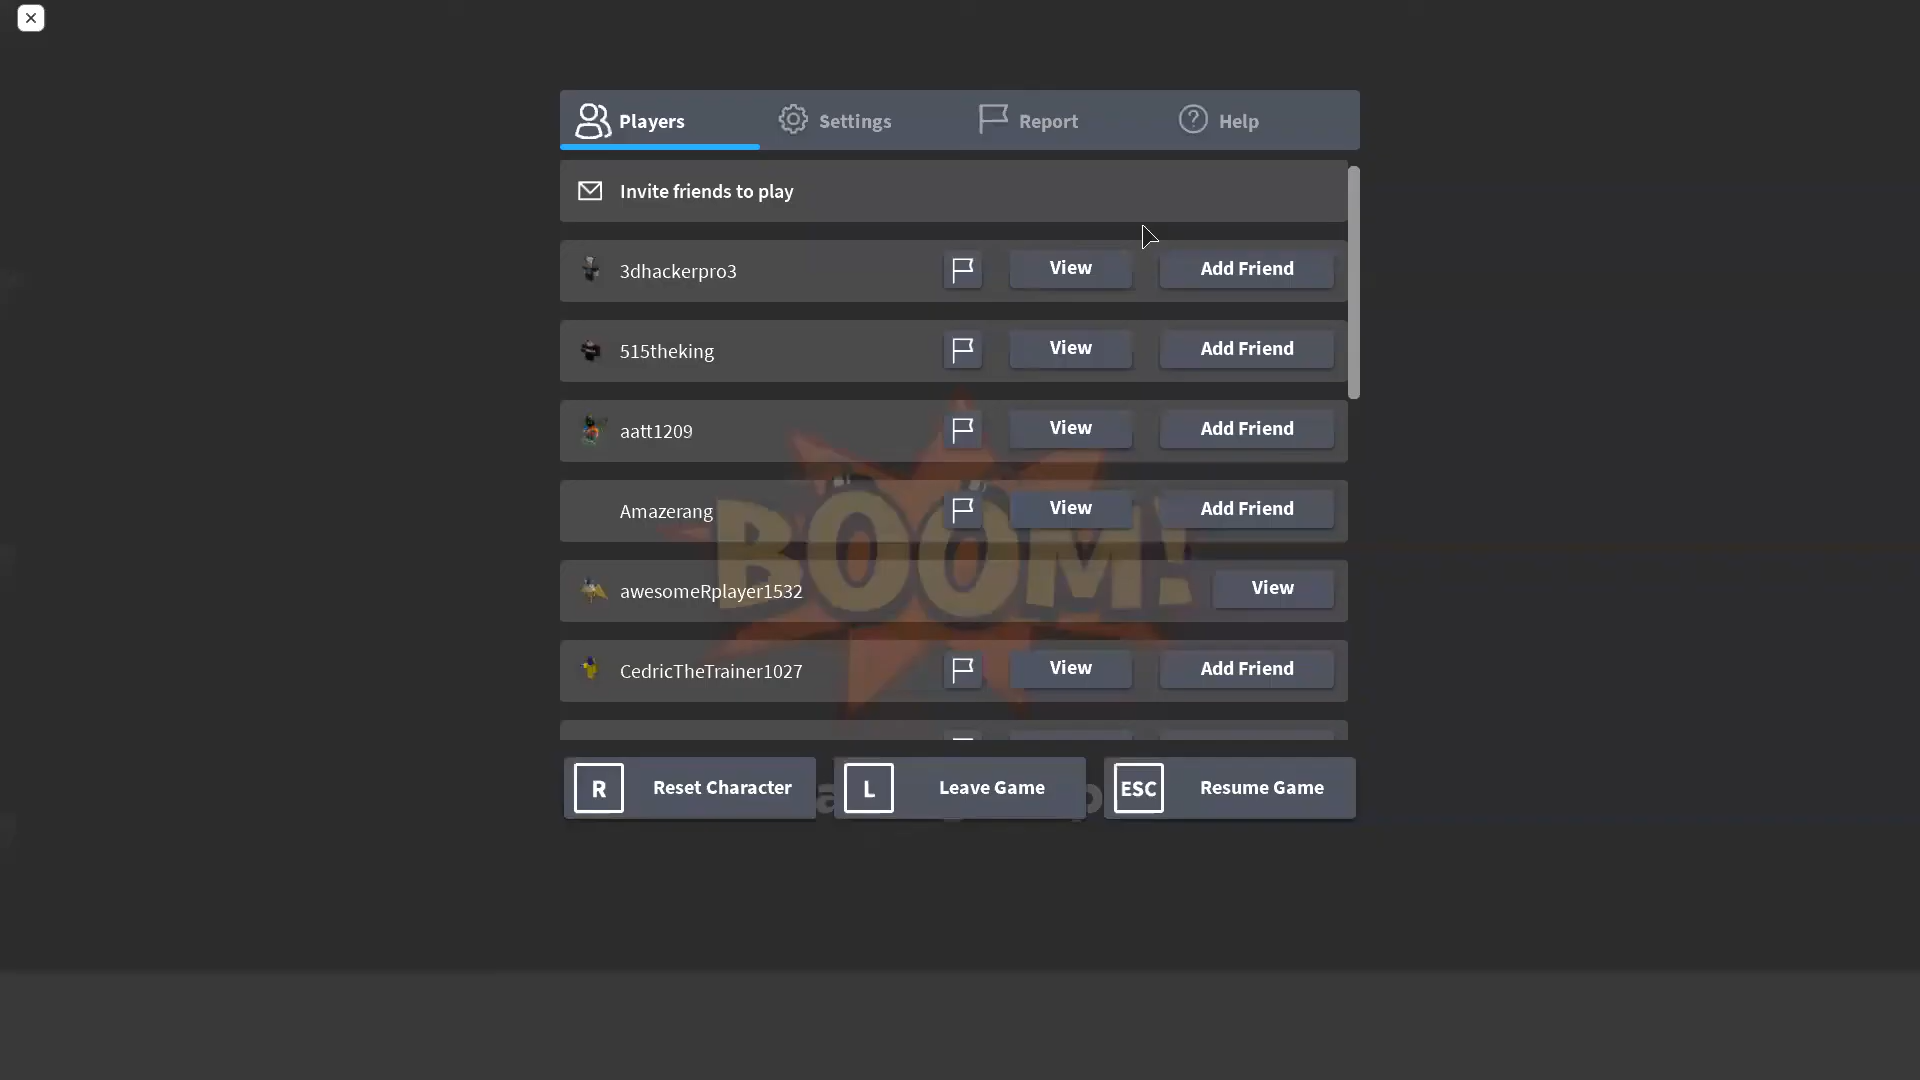 Players Settings Report Help
Invite friends to play
3dhackerpro3 View Add Friend
515theking View Add Friend
aatt1209 View Add Friend
Amazerang View Add Friend
BOOM!
awesomeRplayer1532 View
CedricTheTrainer1027 View Add Friend
R Reset Character L Leave Game ESC Resume Game